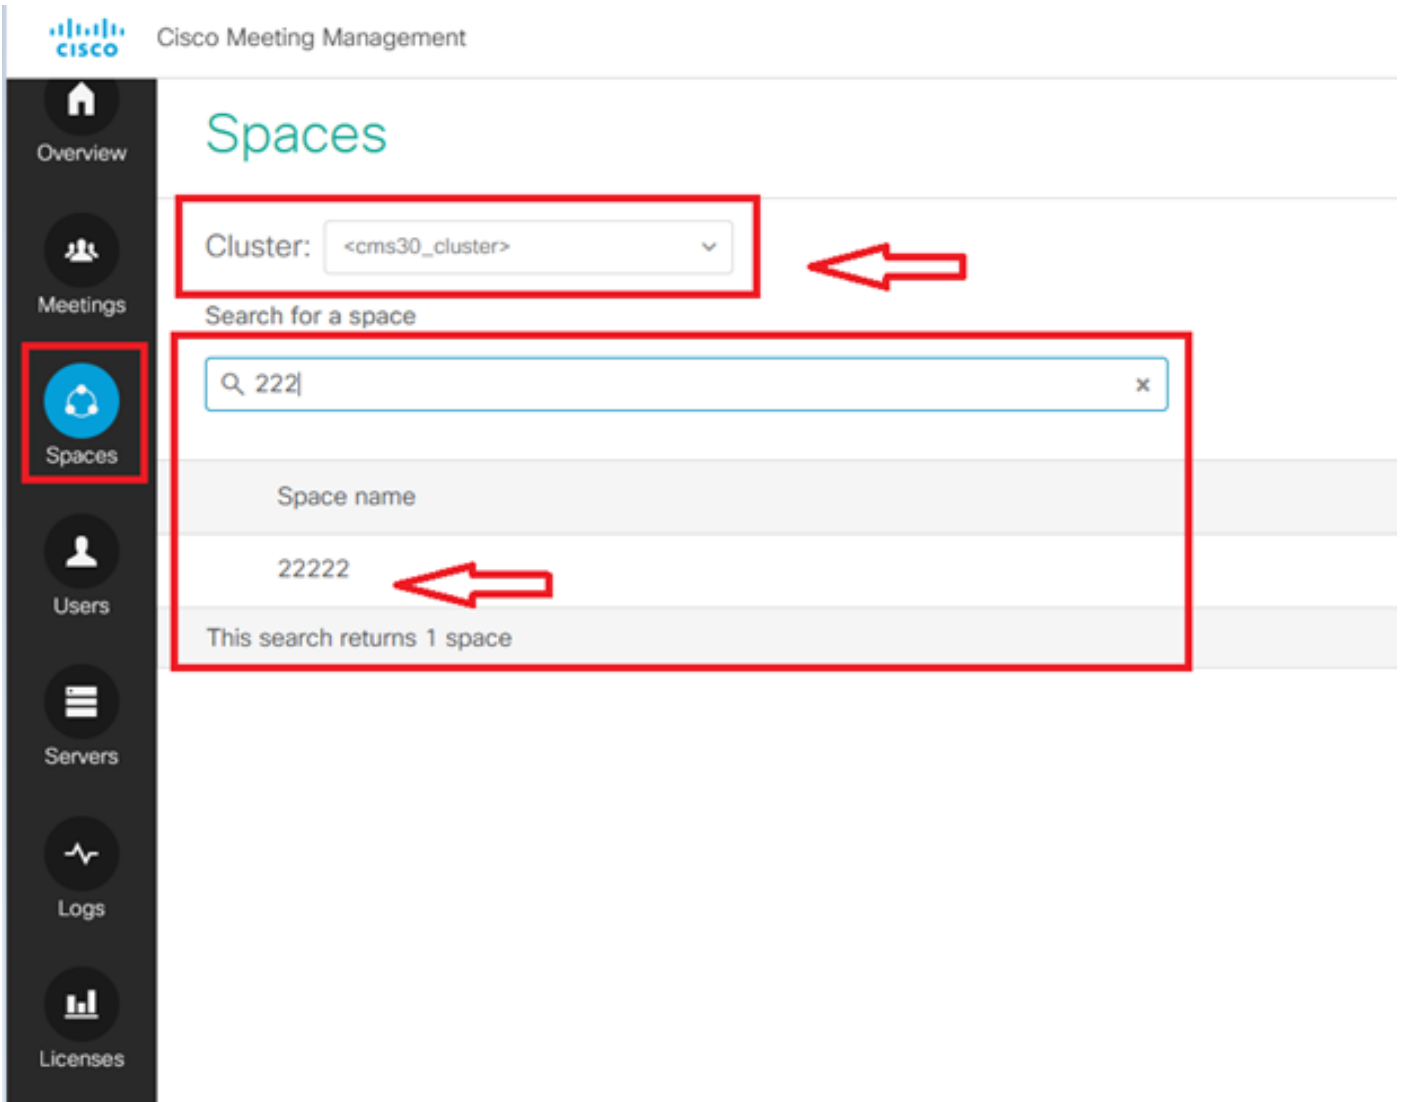 CISCO
Cisco Meeting Management
Overview
Meetings
Spaces
Users
Servers
Logs
Licenses
Spaces
Cluster: <cms30_cluster>
Search for a space
222
Space name
22222
This search returns 1 space